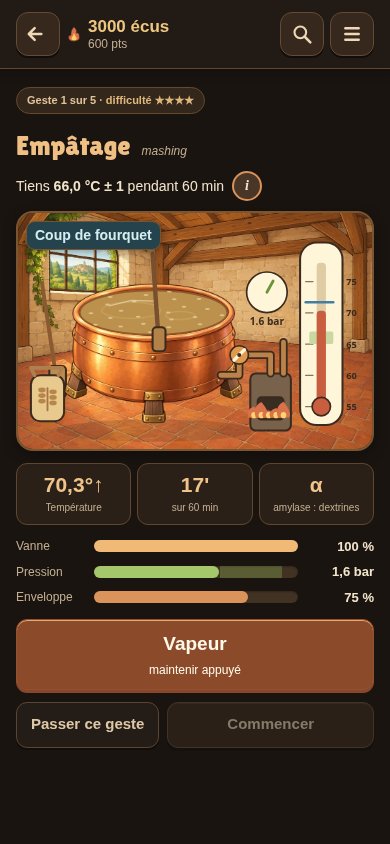 3000 écus
600 pts
Geste 1 sur 5 · difficulté ★★★★
Empâtage mashing
Tiens 66,0 °C ± 1 pendant 60 min i
Coup de fourquet
1.6 bar
75
70
65
60
55
70,3°↑
Température
17'
sur 60 min
α
amylase : dextrines
Vanne 100 %
Pression 1,6 bar
Enveloppe 75 %
Vapeur
maintenir appuyé
Passer ce geste
Commencer